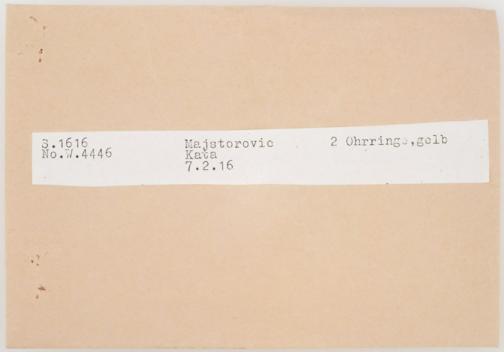 S.1616 Majstorovic 2 Ohrringe,gelb
No.W.4446 Kata
7.2.16